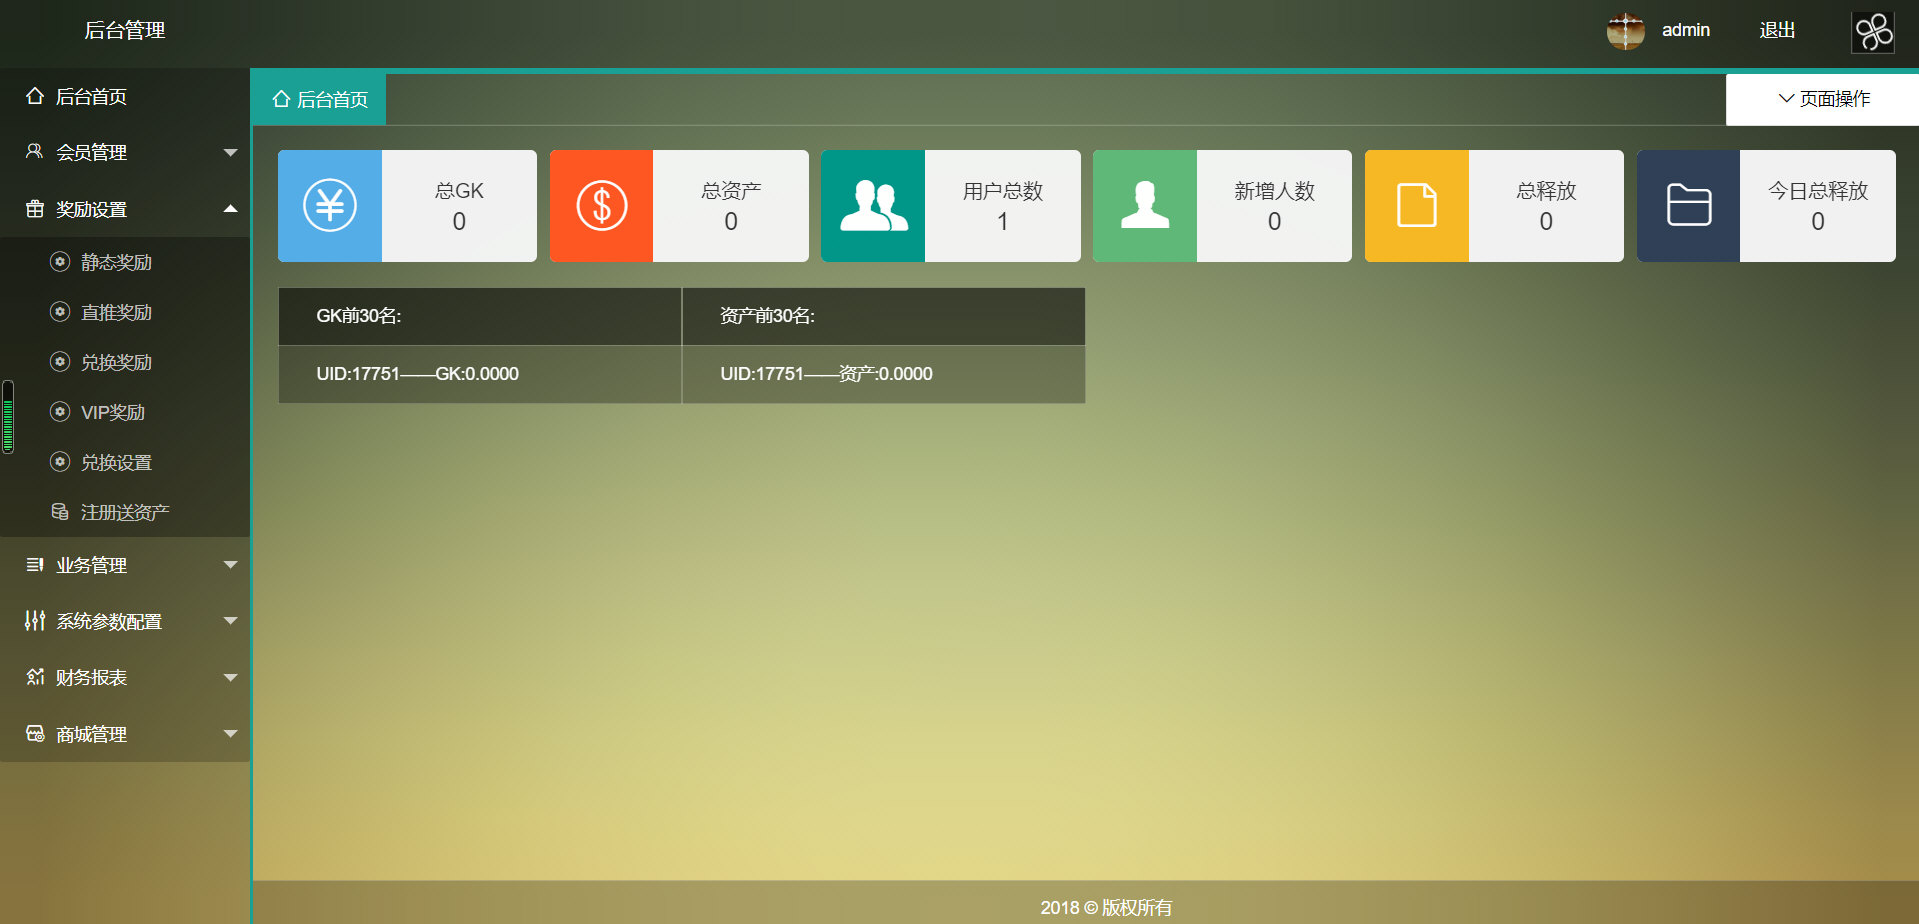 后台管理
admin
退出
后台首页
会员管理
奖励设置
静态奖励
直推奖励
兑换奖励
VIP奖励
兑换设置
注册送资产
业务管理
系统参数配置
财务报表
商城管理
后台首页
页面操作
总GK
0
总资产
0
用户总数
1
新增人数
0
总释放
0
今日总释放
0
GK前30名:
资产前30名:
UID:17751——GK:0.0000
UID:17751——资产:0.0000
2018 © 版权所有